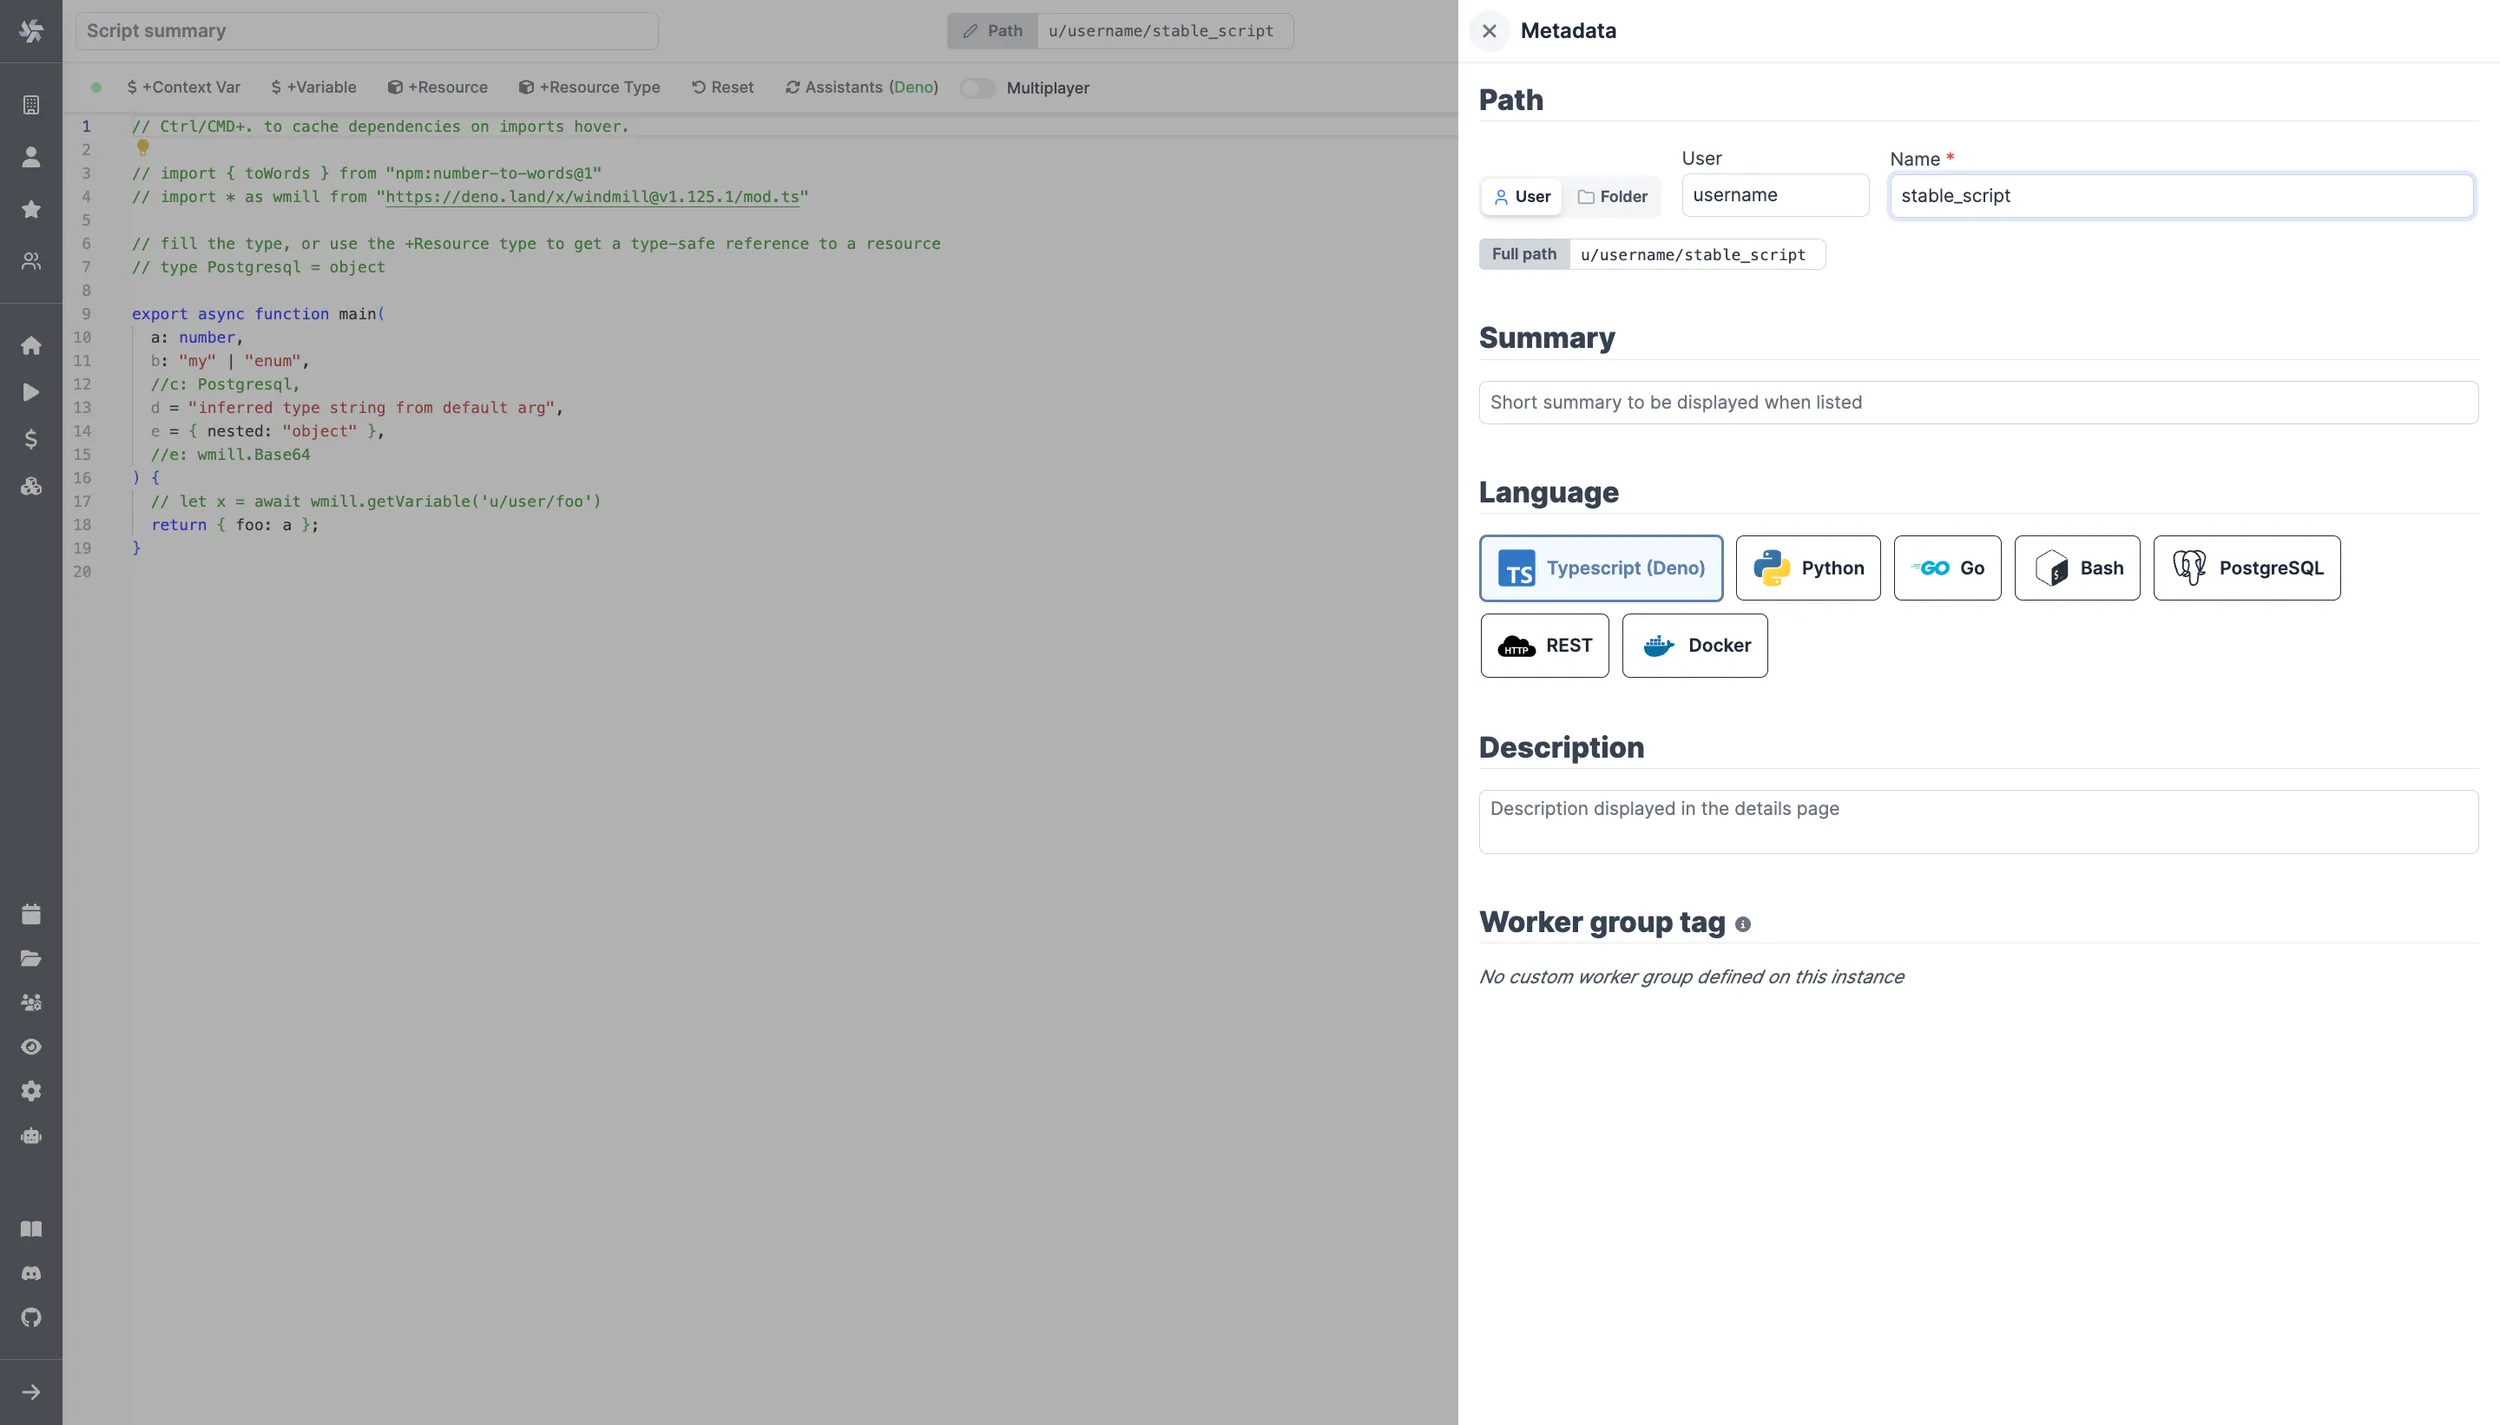 Script summary
Path
u/username/stable_script
$ +Context Var
$ +Variable
+Resource
+Resource Type
Reset
Assistants (Deno)
Multiplayer
1 // Ctrl/CMD+. to cache dependencies on imports hover.
2
3 // import { toWords } from "npm:number-to-words@1"
4 // import * as wmill from "https://deno.land/x/windmill@v1.125.1/mod.ts"
5
6 // fill the type, or use the +Resource type to get a type-safe reference to a resource
7 // type Postgresql = object
8
9 export async function main(
10 a: number,
11 b: "my" | "enum",
12 //c: Postgresql,
13 d = "inferred type string from default arg",
14 e = { nested: "object" },
15 //e: wmill.Base64
16 ) {
17 // let x = await wmill.getVariable('u/user/foo')
18 return { foo: a };
19 }
20
Metadata
Path
User
Folder
User
username
Name *
stable_script
Full path
u/username/stable_script
Summary
Short summary to be displayed when listed
Language
TS Typescript (Deno)
Python
GO Go
Bash
PostgreSQL
HTTP REST
Docker
Description
Description displayed in the details page
Worker group tag
No custom worker group defined on this instance